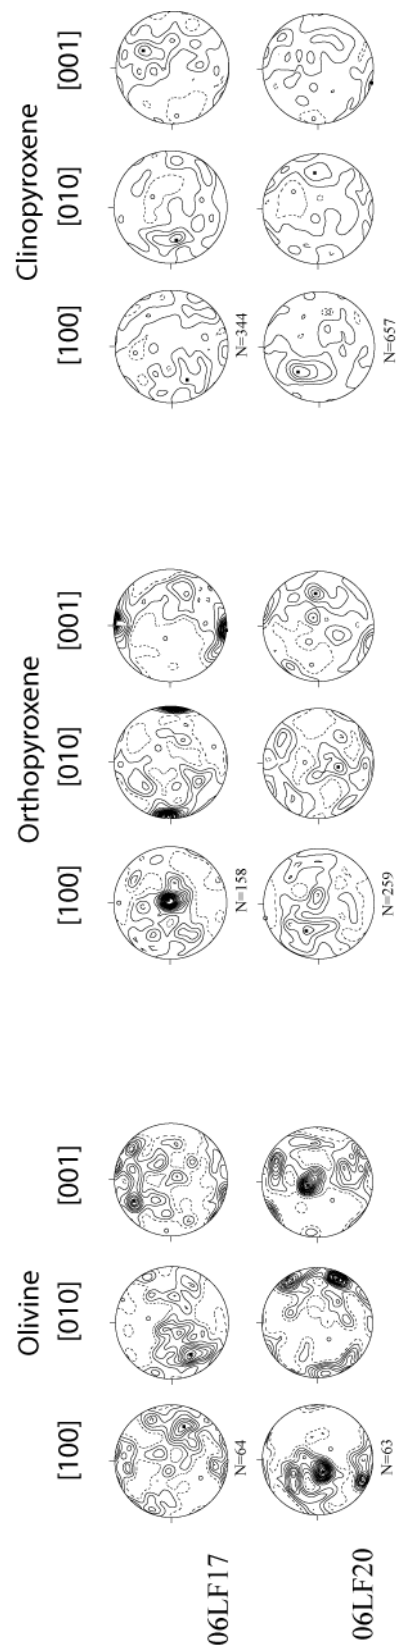 Olivine Orthopyroxene Clinopyroxene
[100] [010] [001] [100] [010] [001] [100] [010] [001]
06LF17
N=64 N=158 N=344
06LF20
N=63 N=259 N=657